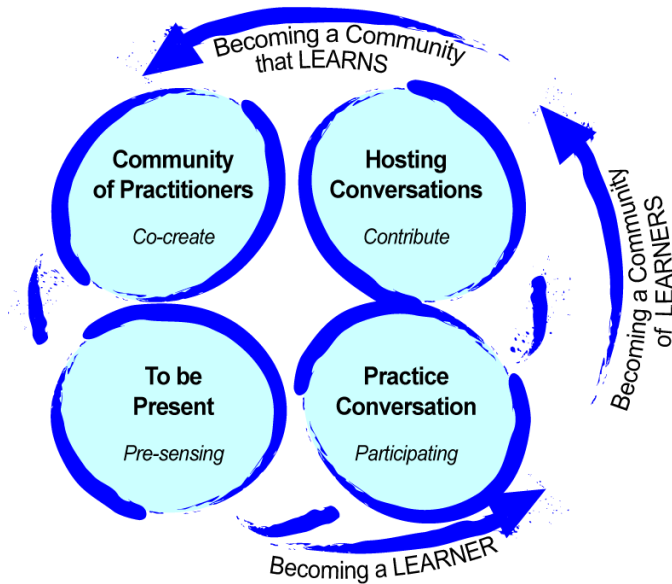 Becoming a Community
that LEARNS
Community
of Practitioners
Co-create
Hosting
Conversations
Contribute
Becoming a Community
of LEARNERS
To be
Present
Pre-sensing
Practice
Conversation
Participating
Becoming a LEARNER